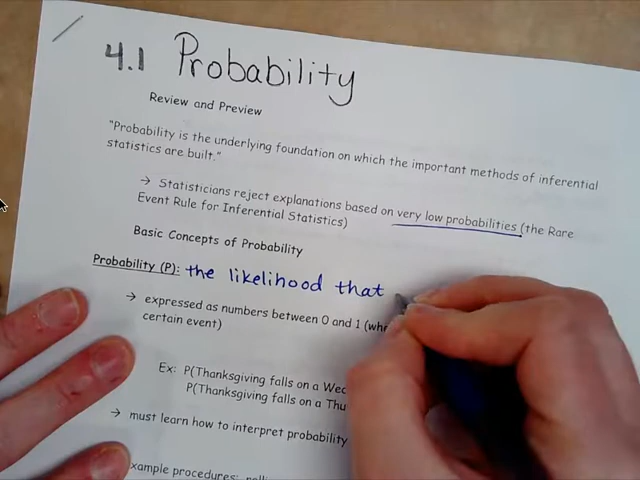 4.1 Probability
Review and Preview
"Probability is the underlying foundation on which the important methods of inferential
statistics are built."
→ Statisticians reject explanations based on very low probabilities (the Rare
Event Rule for Inferential Statistics)
Basic Concepts of Probability
Probability (P): the likelihood that
→ expressed as numbers between 0 and 1
certain event)
Ex: P(Thanksgiving falls on a
P(Thanksgiving falls on a
→ must learn how to interpret probability
procedures: